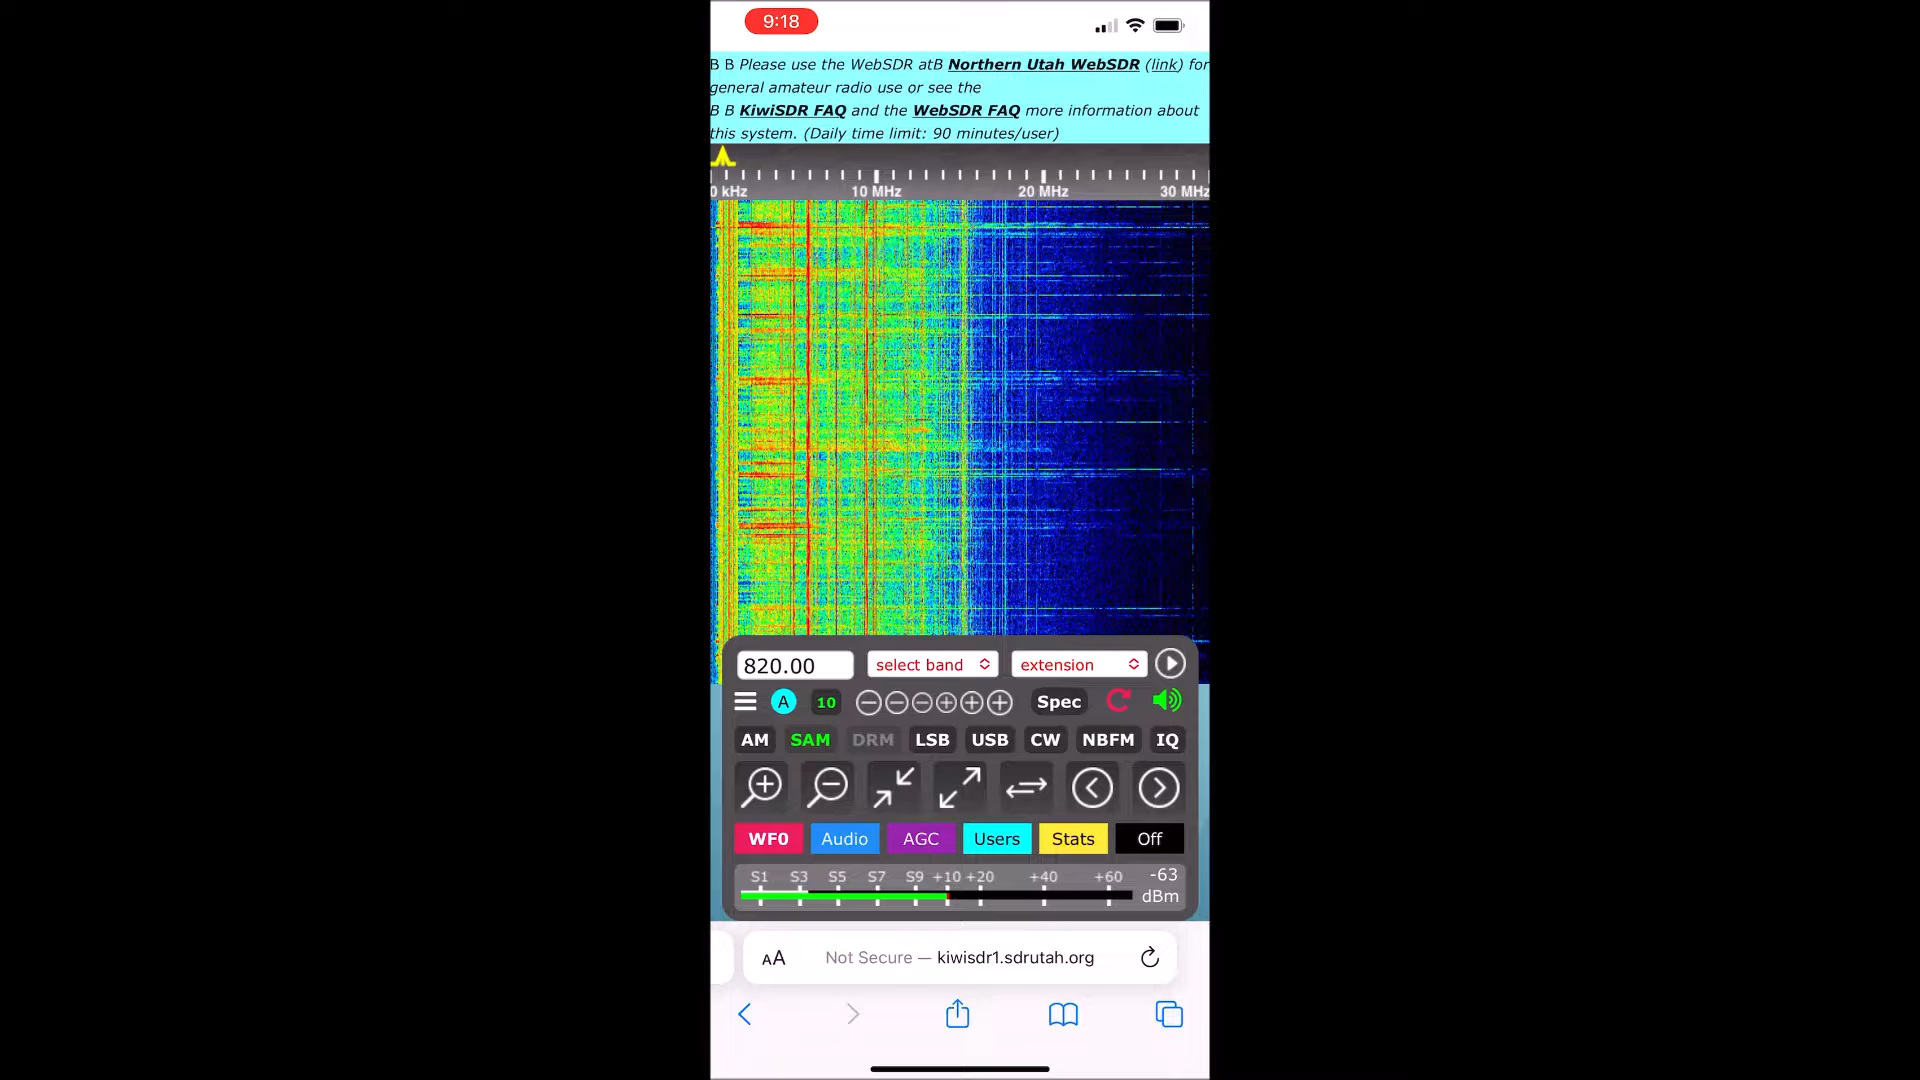 9:18
B B Please use the WebSDR atB Northern Utah WebSDR (link) for
general amateur radio use or see the
B B KiwiSDR FAQ and the WebSDR FAQ more information about
this system. (Daily time limit: 90 minutes/user)
0 kHz 10 MHz 20 MHz 30 MHz
820.00 select band extension
A 10 Spec
AM SAM DRM LSB USB CW NBFM IQ
WF0 Audio AGC Users Stats Off
S1 S3 S5 S7 S9 +10 +20 +40 +60 -63
dBm
AA Not Secure — kiwisdr1.sdrutah.org